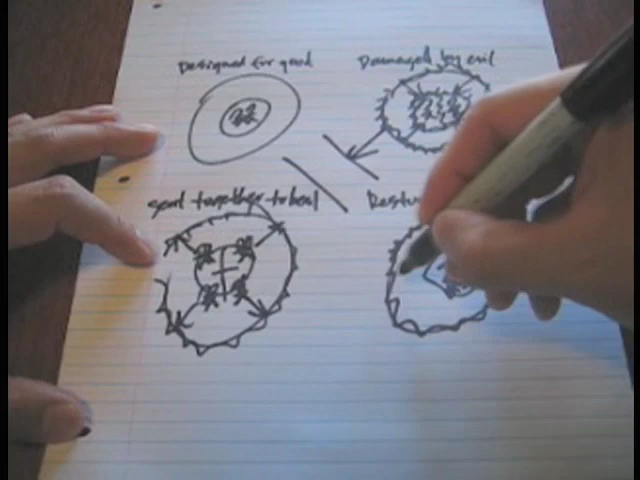 Designed for good
Damaged by evil
Sent together to heal